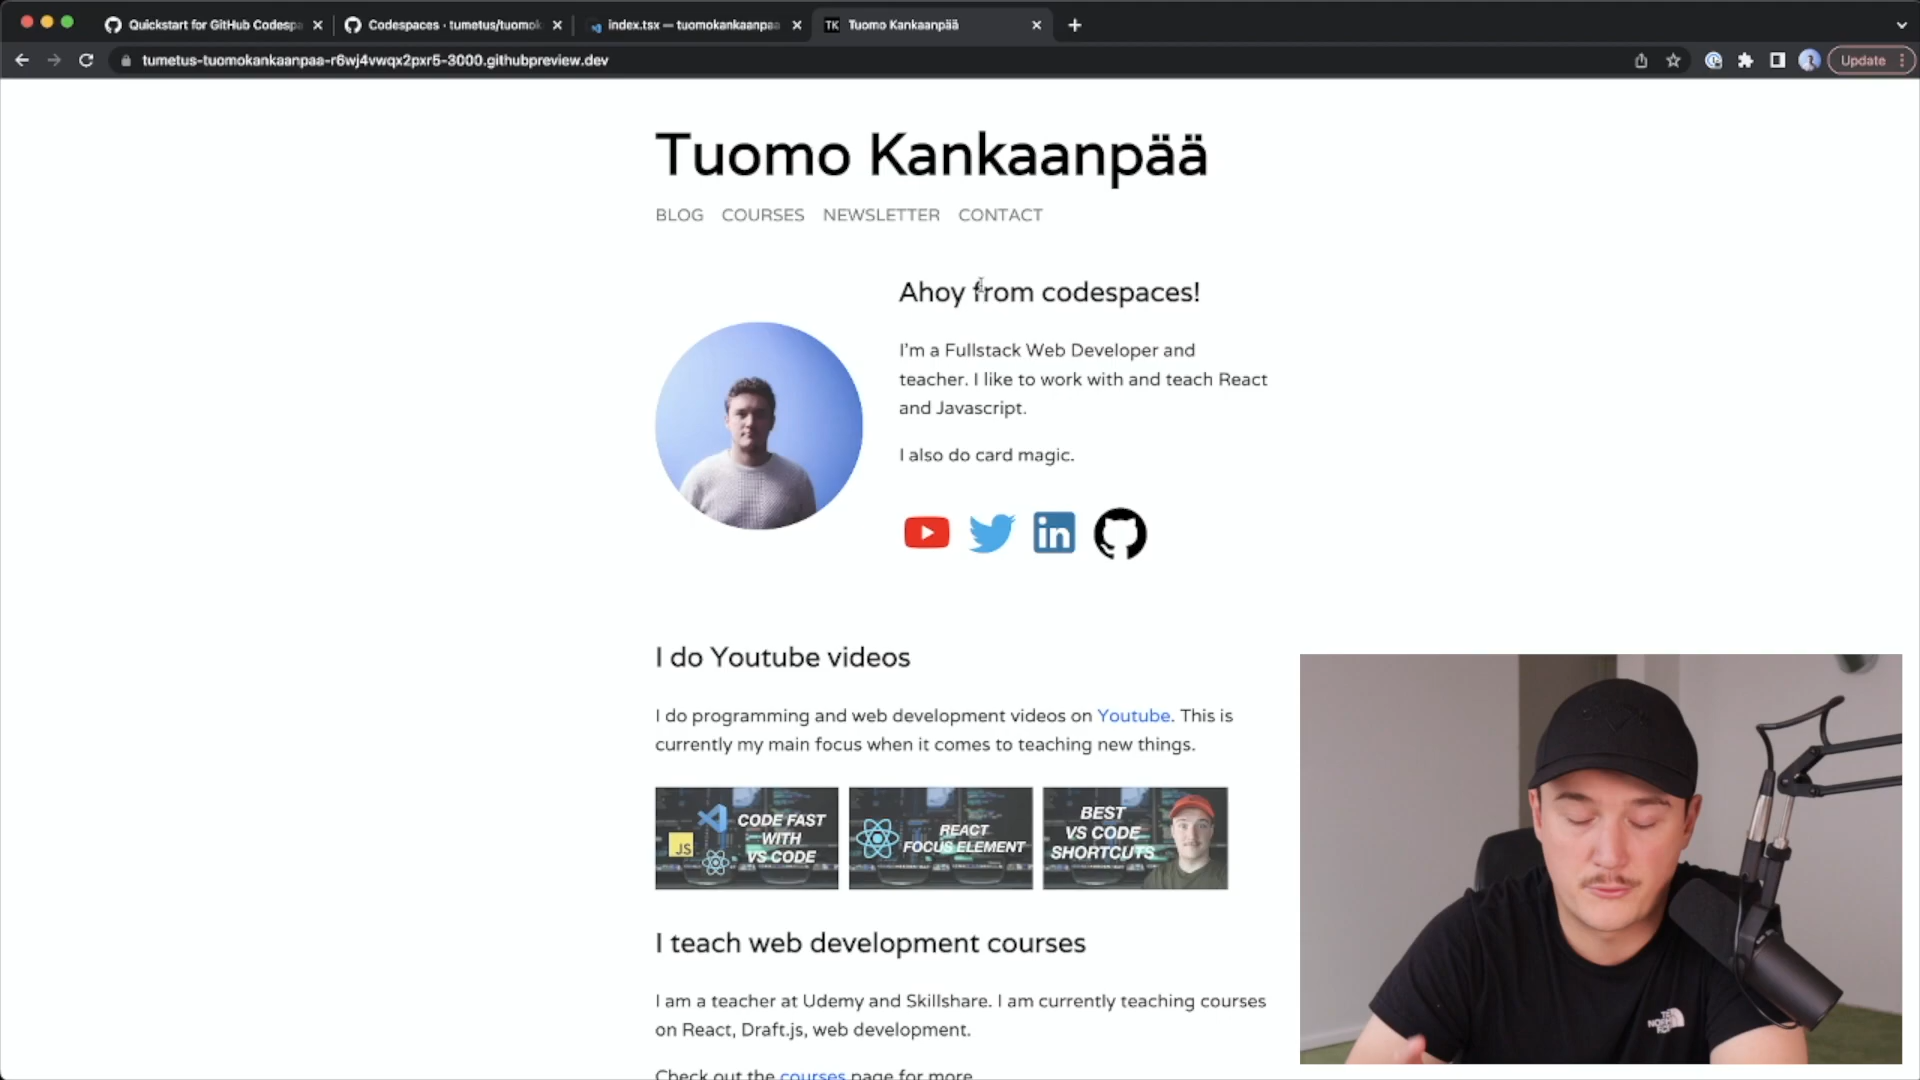 Quickstart for GitHub Codesp
Codespaces · tumetus/tuomok
index.tsx — tuomokankaanpaa
TK Tuomo Kankaanpää
tumetus-tuomokankaanpaa-r6wj4vwqx2pxr5-3000.githubpreview.dev
Update
Tuomo Kankaanpää
BLOG COURSES NEWSLETTER CONTACT
Ahoy from codespaces!
I'm a Fullstack Web Developer and
teacher. I like to work with and teach React
and Javascript.
I also do card magic.
in
I do Youtube videos
I do programming and web development videos on Youtube. This is
currently my main focus when it comes to teaching new things.
JS
CODE FAST
WITH
VS CODE
REACT
FOCUS ELEMENT
BEST
VS CODE
SHORTCUTS
I teach web development courses
I am a teacher at Udemy and Skillshare. I am currently teaching courses
on React, Draft.js, web development.
Check out the courses page for more
THE
NORTH
FACE